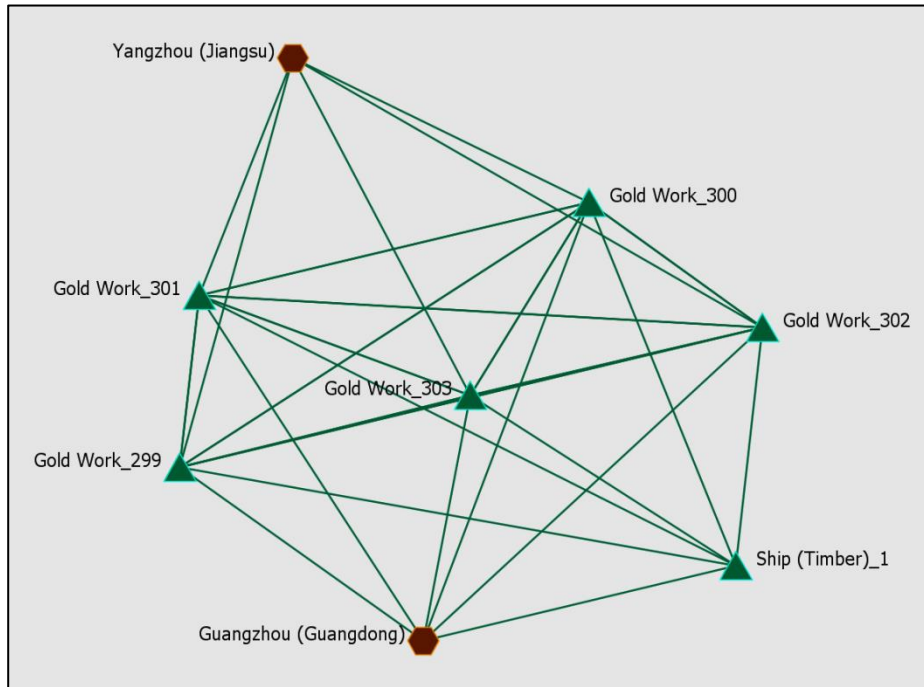 Yangzhou (Jiangsu)
Gold Work_300
Gold Work_301
Gold Work_302
Gold Work_303
Gold Work_299
Ship (Timber)_1
Guangzhou (Guangdong)